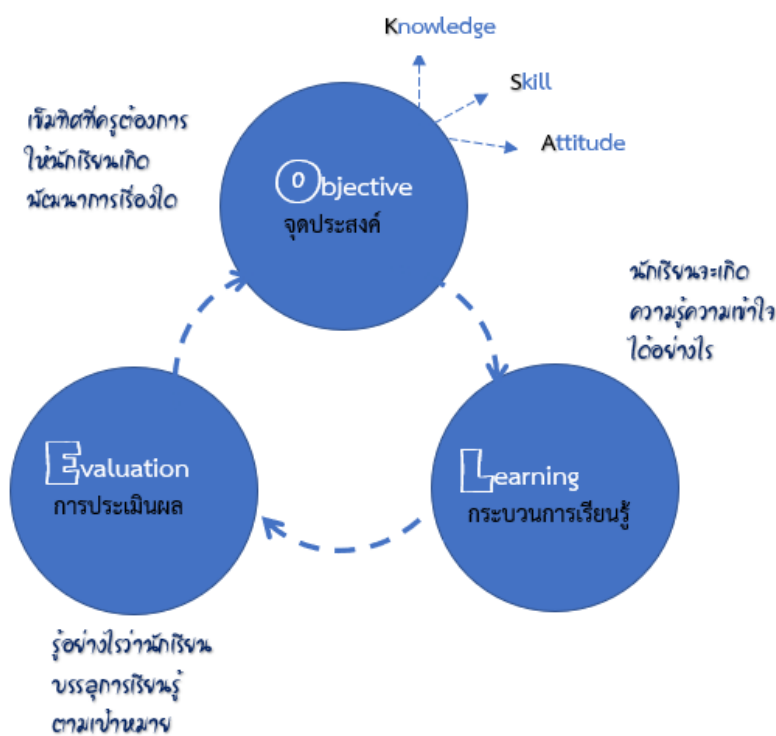 Knowledge
Skill
Attitude
เข็มทิศที่ครูต้องการ
ให้นักเรียนเกิด
พัฒนาการเรื่องใด
Objective
จุดประสงค์
นักเรียนจะเกิด
ความรู้ความเข้าใจ
ได้อย่างไร
Evaluation
การประเมินผล
Learning
กระบวนการเรียนรู้
รู้อย่างไรว่านักเรียน
บรรลุการเรียนรู้
ตามเป้าหมาย